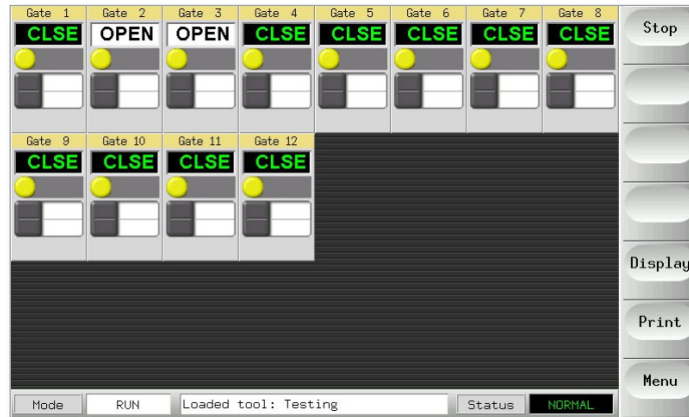 Gate 1 Gate 2 Gate 3 Gate 4 Gate 5 Gate 6 Gate 7 Gate 8
CLSE OPEN OPEN CLSE CLSE CLSE CLSE CLSE
Stop
Gate 9 Gate 10 Gate 11 Gate 12
CLSE CLSE CLSE CLSE
Display
Print
Menu
Mode RUN Loaded tool: Testing Status NORMAL